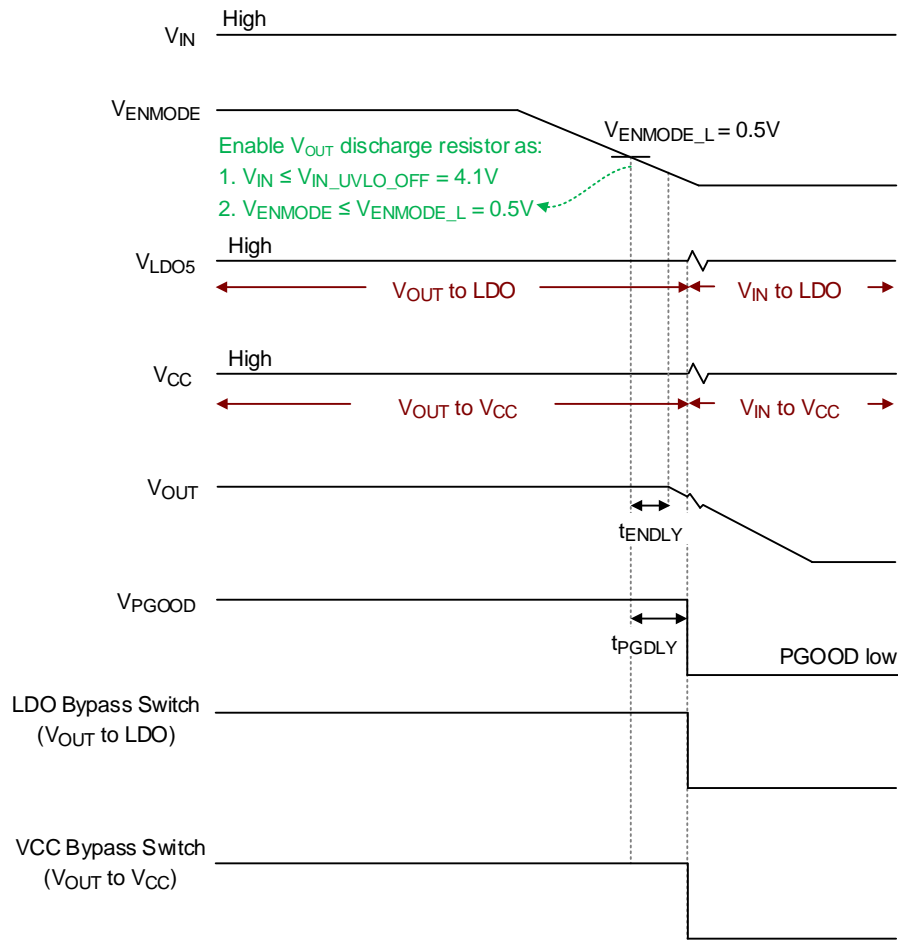 High
VIN
VENMODE
VENMODE_L = 0.5V
Enable VOUT discharge resistor as:
1. VIN ≤ VIN_UVLO_OFF = 4.1V
2. VENMODE ≤ VENMODE_L = 0.5V
High
VLDO5
VOUT to LDO
VIN to LDO
High
VCC
VOUT to VCC
VIN to VCC
VOUT
tENDLY
VPGOOD
tPGDLY
PGOOD low
LDO Bypass Switch
(VOUT to LDO)
VCC Bypass Switch
(VOUT to VCC)